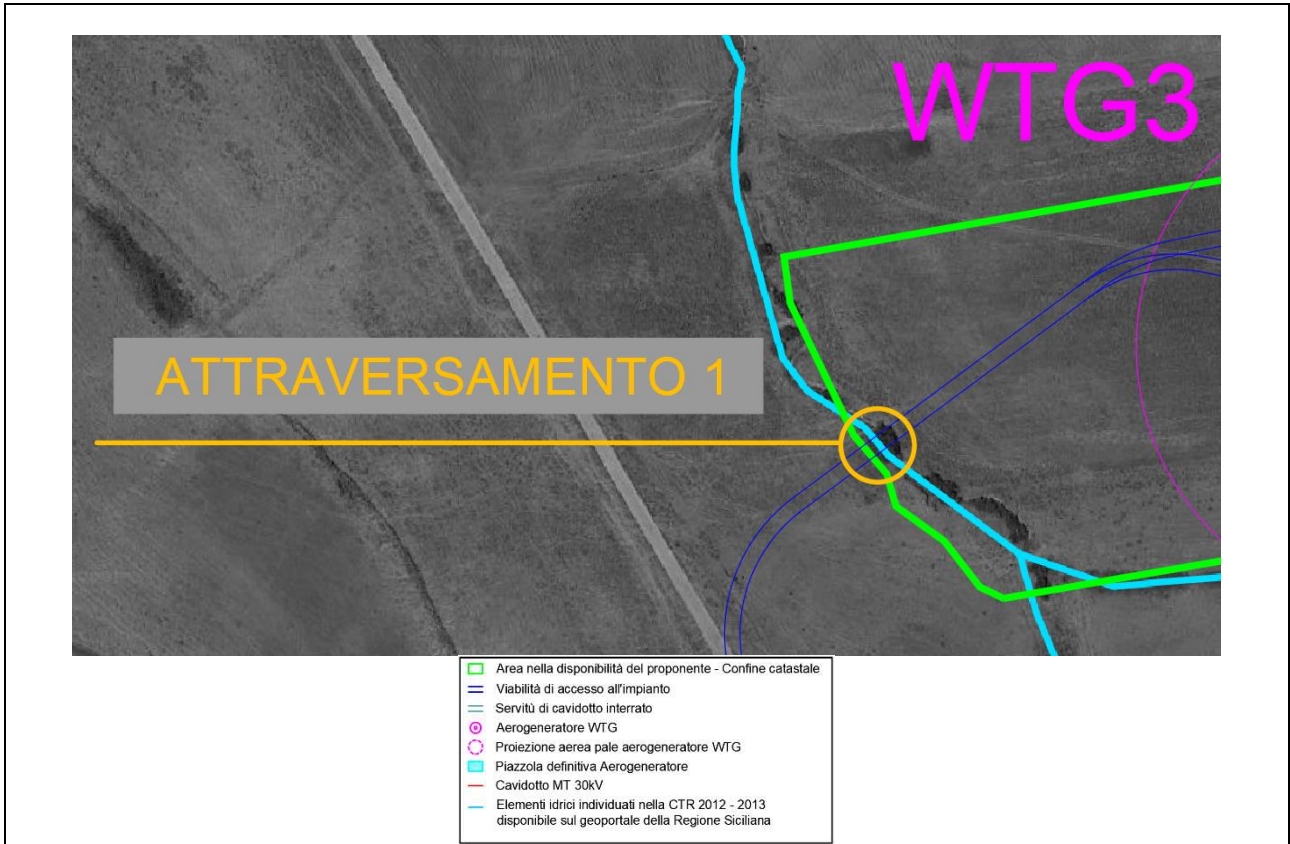 WTG3
ATTRAVERSAMENTO 1
Area nella disponibilità del proponente - Confine catastale
Viabilità di accesso all'impianto
Servitù di cavidotto interrato
Aerogeneratore WTG
Proiezione aerea pale aerogeneratore WTG
Piazzola definitiva Aerogeneratore
Cavidotto MT 30kV
Elementi idrici individuati nella CTR 2012 - 2013
disponibile sul geoportale della Regione Siciliana